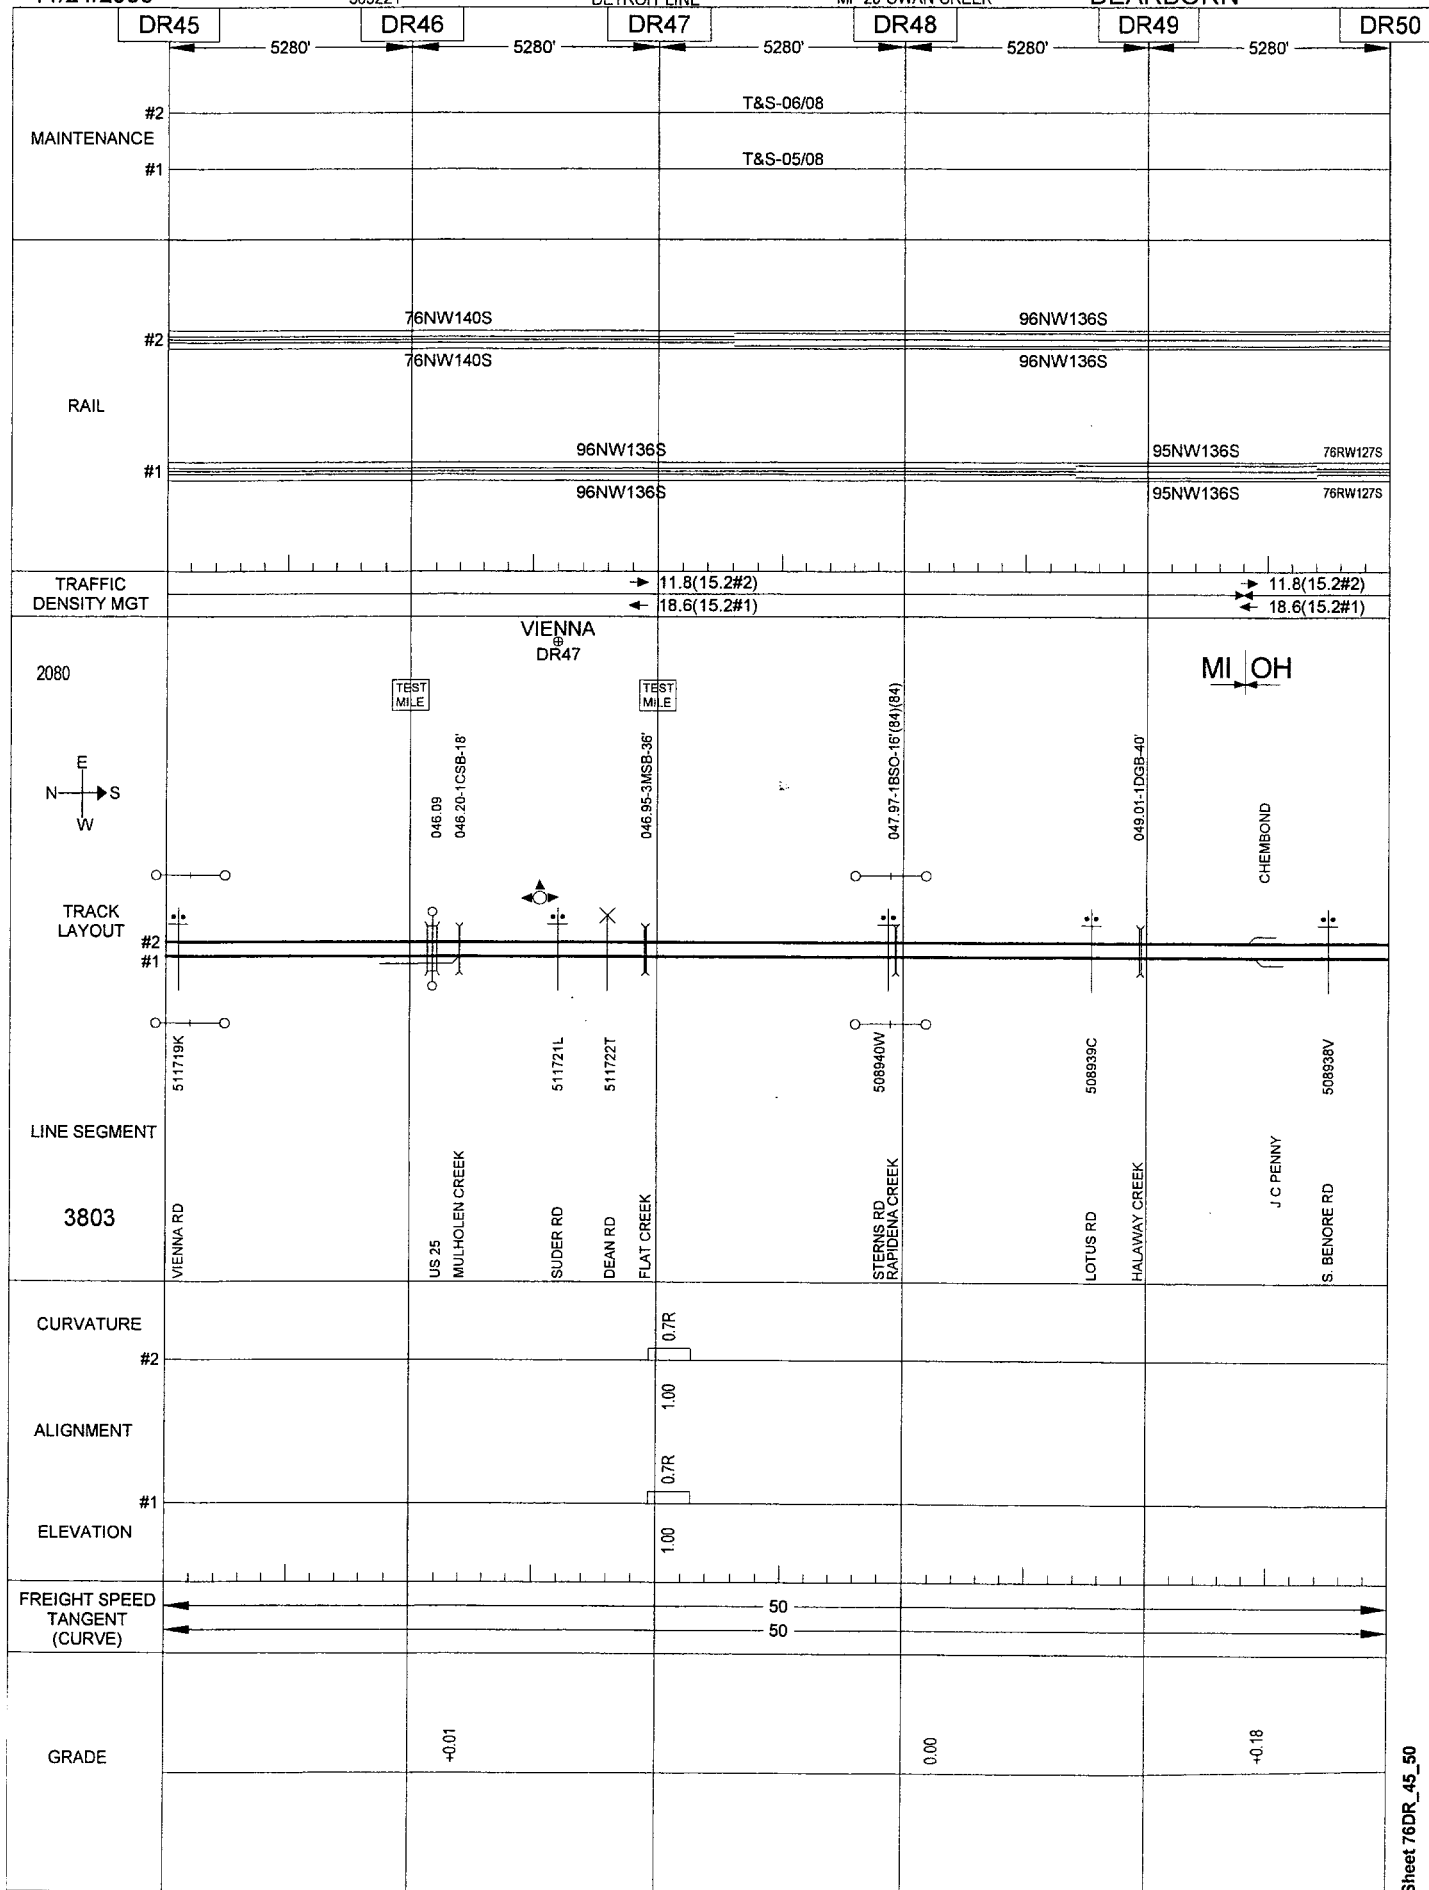 DETROIT LINE
DEARBORN
DR45 DR46 DR47 DR48 DR49 DR50
5280' 5280' 5280' 5280' 5280'
MAINTENANCE
#2 T&S-06/08
#1 T&S-05/08
RAIL
#2
76NW140S 96NW136S
76NW140S 96NW136S
#1
96NW136S 95NW136S 76RW127S
96NW136S 95NW136S 76RW127S
TRAFFIC
DENSITY MGT
11.8(15.2#2) 11.8(15.2#2)
18.6(15.2#1) 18.6(15.2#1)
VIENNA
DR47
2080
TEST
MILE
TEST
MILE
MI OH
E
N S
W
046.09
046.20-1CSB-18'
046.95-3MSB-36'
047.97-1BSO-16'(84)(84)
049.01-1DGB-40'
CHEMBOND
TRACK
LAYOUT
#2
#1
511719K
511721L
511722T
508940W
508939C
508938V
LINE SEGMENT
3803
VIENNA RD
US 25
MULHOLEN CREEK
SUDER RD
DEAN RD
FLAT CREEK
STERNS RD
RAPIDENA CREEK
LOTUS RD
HALAWAY CREEK
J C PENNY
S. BENORE RD
CURVATURE
#2
0.7R
1.00
ALIGNMENT
#1
0.7R
1.00
ELEVATION
FREIGHT SPEED
TANGENT
(CURVE)
50
50
GRADE
+0.01
0.00
+0.18
Sheet 76DR_45_50